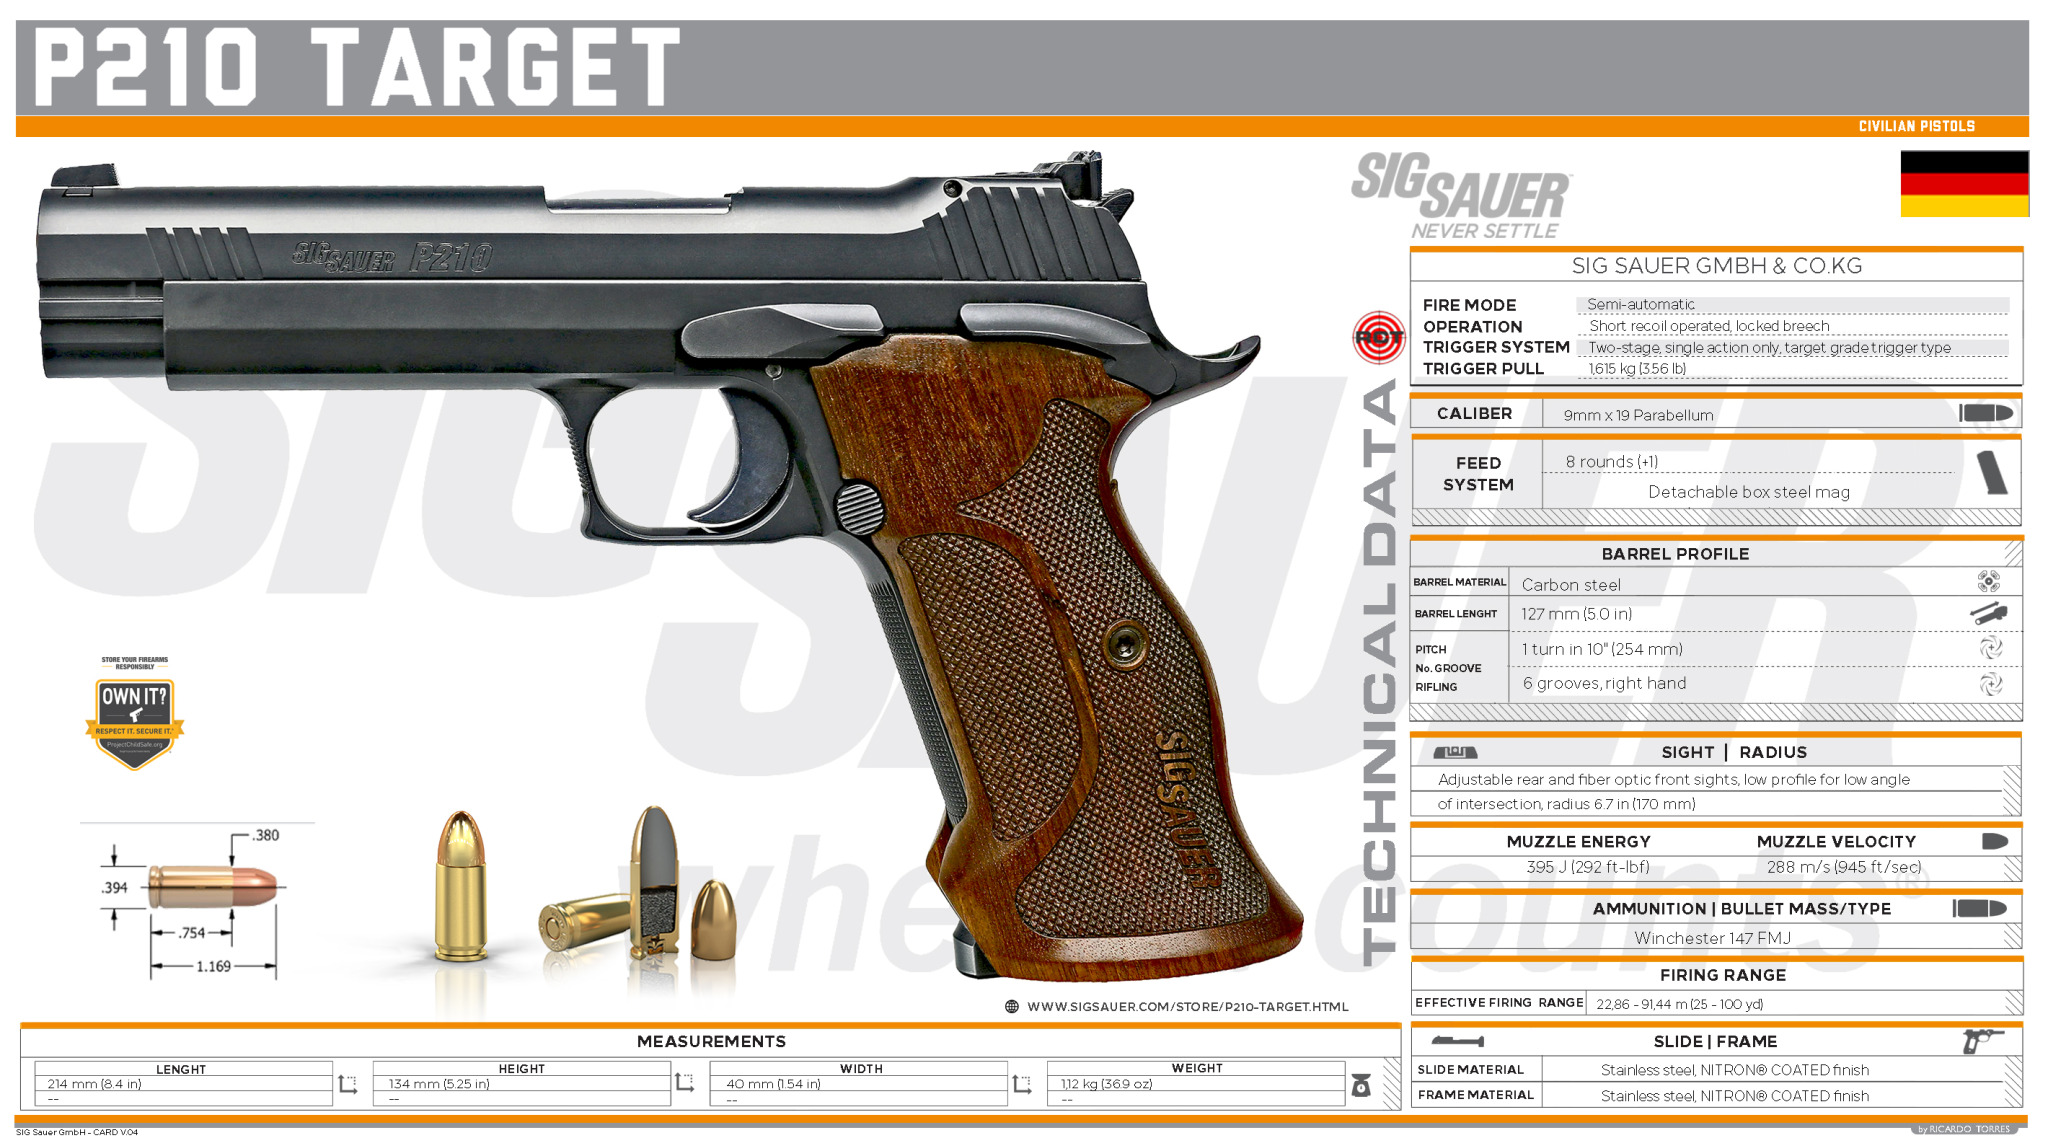 P210 TARGET
CIVILIAN PISTOLS
SIG SAUER
NEVER SETTLE
SIG SAUER P210
SIG SAUER GMBH & CO.KG
FIRE MODE Semi-automatic
OPERATION Short recoil operated, locked breech
TRIGGER SYSTEM Two-stage, single action only, target grade trigger type
TRIGGER PULL 1,615 kg (3.56 lb)
RDT
TECHNICAL DATA
CALIBER 9mm x 19 Parabellum
FEED SYSTEM
8 rounds (+1)
Detachable box steel mag
BARREL PROFILE
BARREL MATERIAL Carbon steel
BARREL LENGHT 127 mm (5.0 in)
PITCH 1 turn in 10" (254 mm)
No. GROOVE
RIFLING
6 grooves, right hand
SIGHT | RADIUS
Adjustable rear and fiber optic front sights, low profile for low angle
of intersection, radius 6.7 in (170 mm)
MUZZLE ENERGY MUZZLE VELOCITY
395 J (292 ft-lbf) 288 m/s (945 ft/sec)
AMMUNITION | BULLET MASS/TYPE
Winchester 147 FMJ
FIRING RANGE
EFFECTIVE FIRING RANGE 22,86 - 91,44 m (25 - 100 yd)
SLIDE | FRAME
SLIDE MATERIAL Stainless steel, NITRON® COATED finish
FRAME MATERIAL Stainless steel, NITRON® COATED finish
SIG SAUER
SIG SAUER®
when it counts®
STORE YOUR FIREARMS
RESPONSIBLY
OWN IT?
RESPECT IT. SECURE IT.
ProjectChildSafe.org
.380
.394
.754
1.169
WWW.SIGSAUER.COM/STORE/P210-TARGET.HTML
MEASUREMENTS
LENGHT HEIGHT WIDTH WEIGHT
214 mm (8.4 in) 134 mm (5.25 in) 40 mm (1.54 in) 1,12 kg (36.9 oz)
-- -- -- --
SIG Sauer GmbH - CARD V.04
by RICARDO TORRES